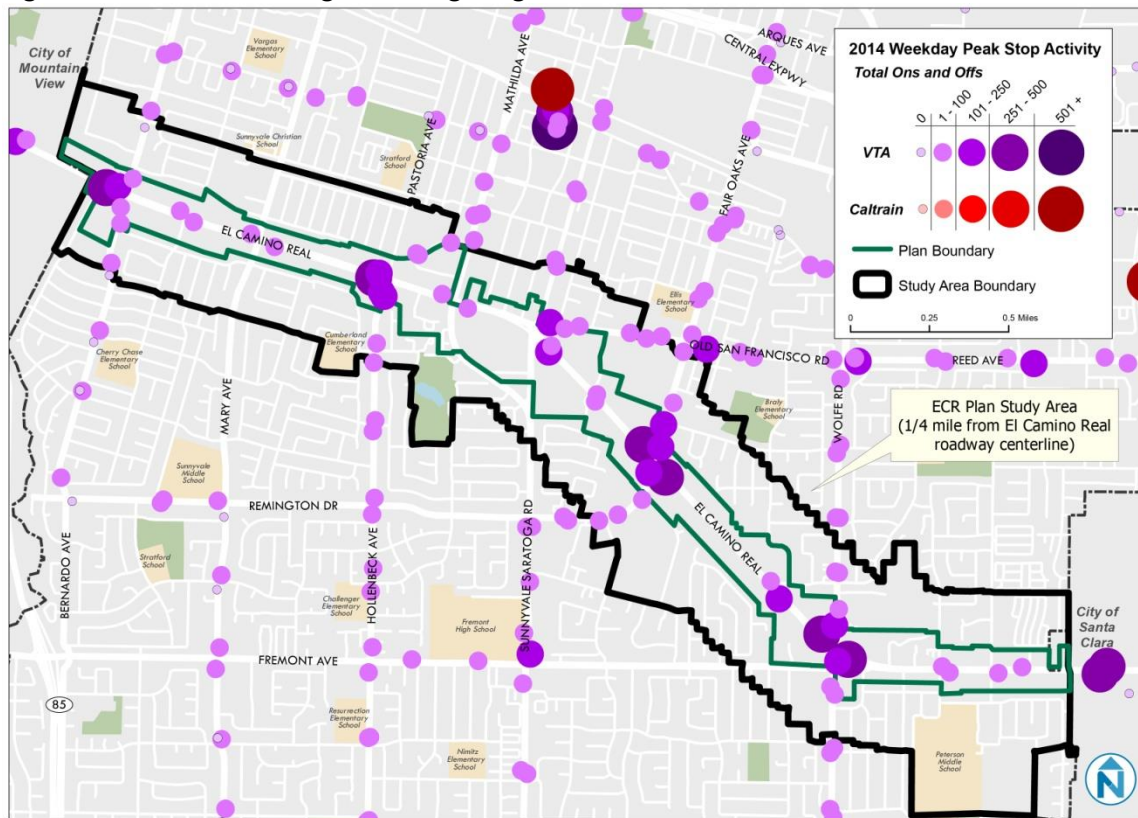 City of
Mountain
View
Vargas
Elementary
School
MATHILDA AVE
ARQUES AVE
CENTRAL EXPWY
2014 Weekday Peak Stop Activity
Total Ons and Offs
0
1 - 100
101 - 250
251 - 500
501 +
VTA
Caltrain
Plan Boundary
Study Area Boundary
0
0.25
0.5 Miles
Sunnyvale Christian
School
Stratford
School
PASTORIA AVE
FAIR OAKS AVE
EL CAMINO REAL
Ellis
Elementary
School
Cumberland
Elementary
School
OLD SAN FRANCISCO RD
REED AVE
Cherry Chase
Elementary
School
MARY AVE
Braly
Elementary
School
WOLFE RD
ECR Plan Study Area
(1/4 mile from El Camino Real
roadway centerline)
Sunnyvale
Middle
School
REMINGTON DR
EL CAMINO REAL
BERNARDO AVE
Stratford
School
HOLLENBECK AVE
SUNNYVALE SARATOGA RD
Challenger
Elementary
School
Fremont
High School
City of
Santa
Clara
FREMONT AVE
85
Resurrection
Elementary
School
Nimitz
Elementary
School
Peterson
Middle
School
N